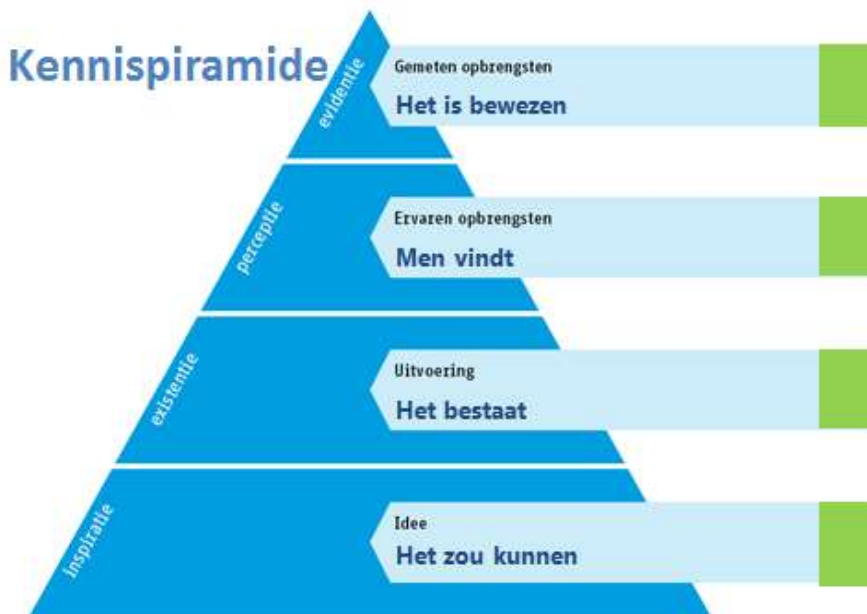 Kennispiramide
evidentie
Gemeten opbrengsten
Het is bewezen
perceptie
Ervaren opbrengsten
Men vindt
existentie
Uitvoering
Het bestaat
inspiratie
Idee
Het zou kunnen